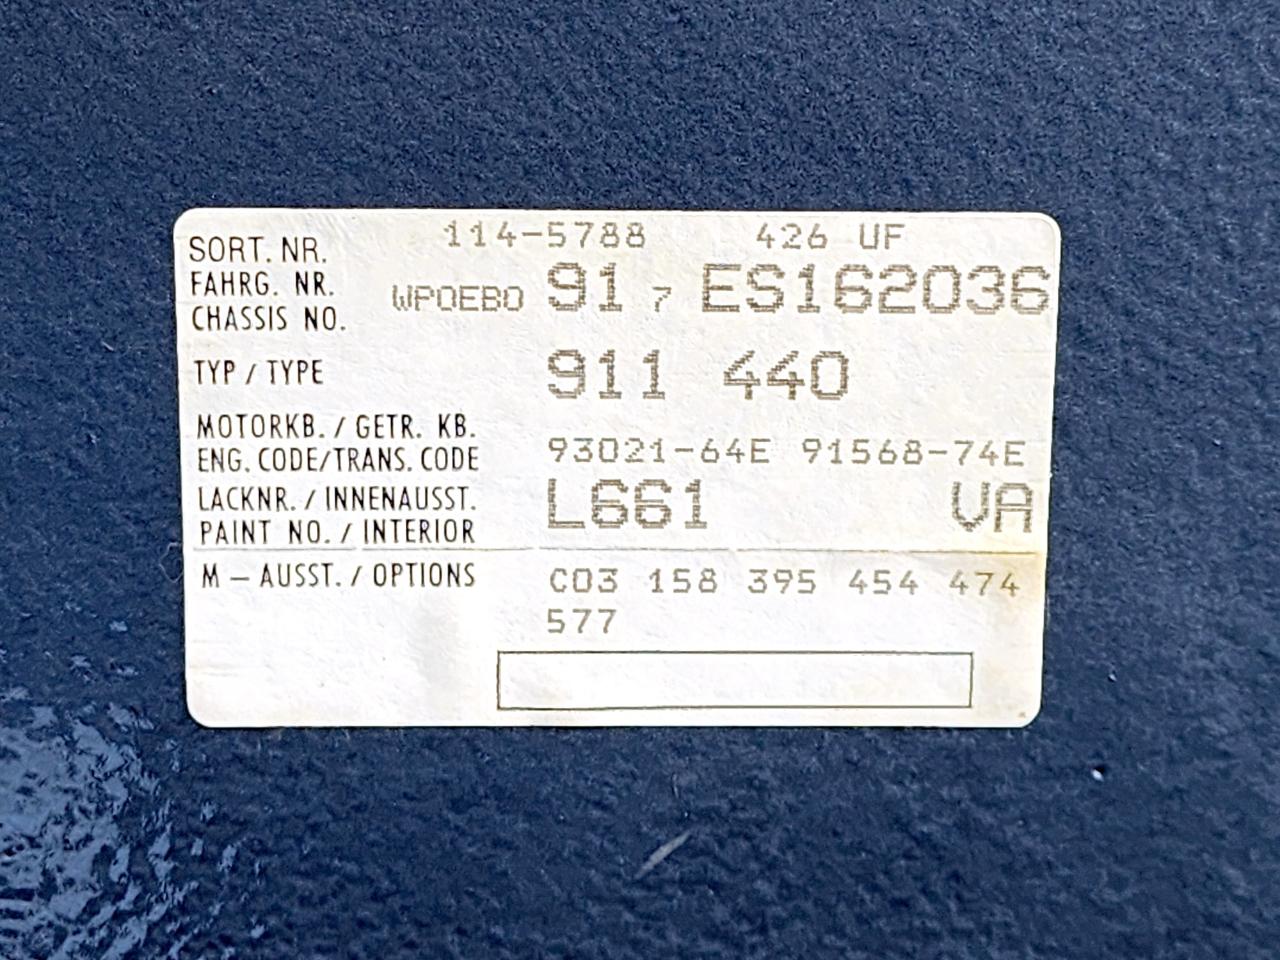 SORT. NR. 114-5788 426 UF
FAHRG. NR.
CHASSIS NO. WP0EB0 91 7 ES162036
TYP / TYPE 911 440
MOTORKB. / GETR. KB.
ENG. CODE/TRANS. CODE 93021-64E 91568-74E
LACKNR. / INNENAUSST.
PAINT NO. / INTERIOR L661 VA
M – AUSST. / OPTIONS C03 158 395 454 474
577